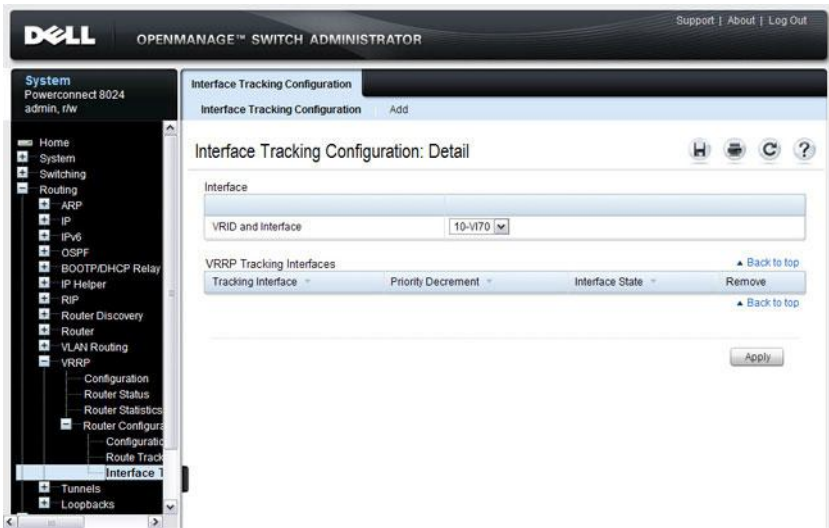 Support | About | Log Out
DELL
OPENMANAGE™ SWITCH ADMINISTRATOR
System
Powerconnect 8024
admin, r/w
Home
System
Switching
Routing
ARP
IP
IPv6
OSPF
BOOTP/DHCP Relay
IP Helper
RIP
Router Discovery
Router
VLAN Routing
VRRP
Configuration
Router Status
Router Statistics
Router Configura
Configuratio
Route Track
Interface T
Tunnels
Loopbacks
Interface Tracking Configuration
Interface Tracking Configuration Add
Interface Tracking Configuration: Detail
Interface
VRID and Interface 10-Vl70
VRRP Tracking Interfaces Back to top
Tracking Interface Priority Decrement Interface State Remove
Back to top
Apply